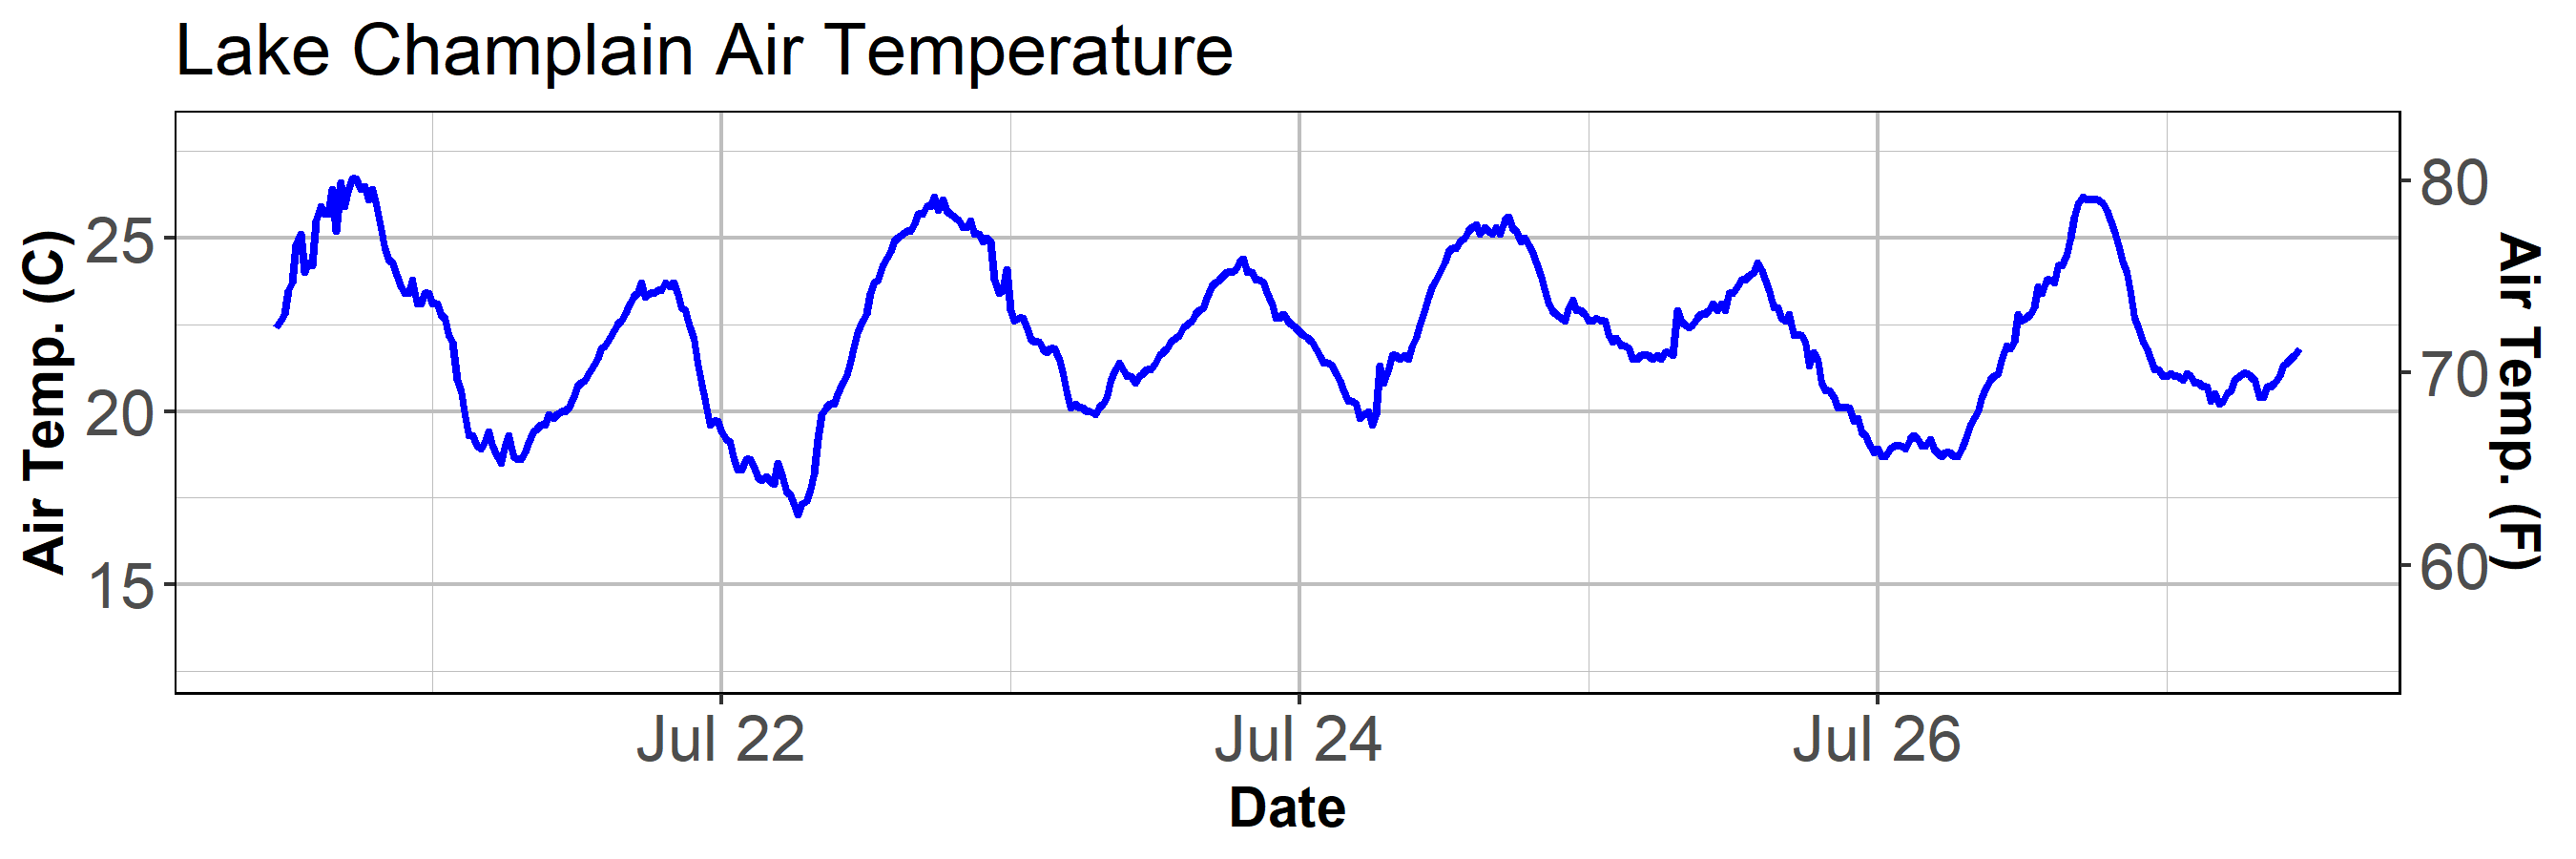 Lake Champlain Air Temperature
Air Temp. (C)
25
20
15
80
70
60
Air Temp. (F)
Jul 22 Jul 24 Jul 26
Date